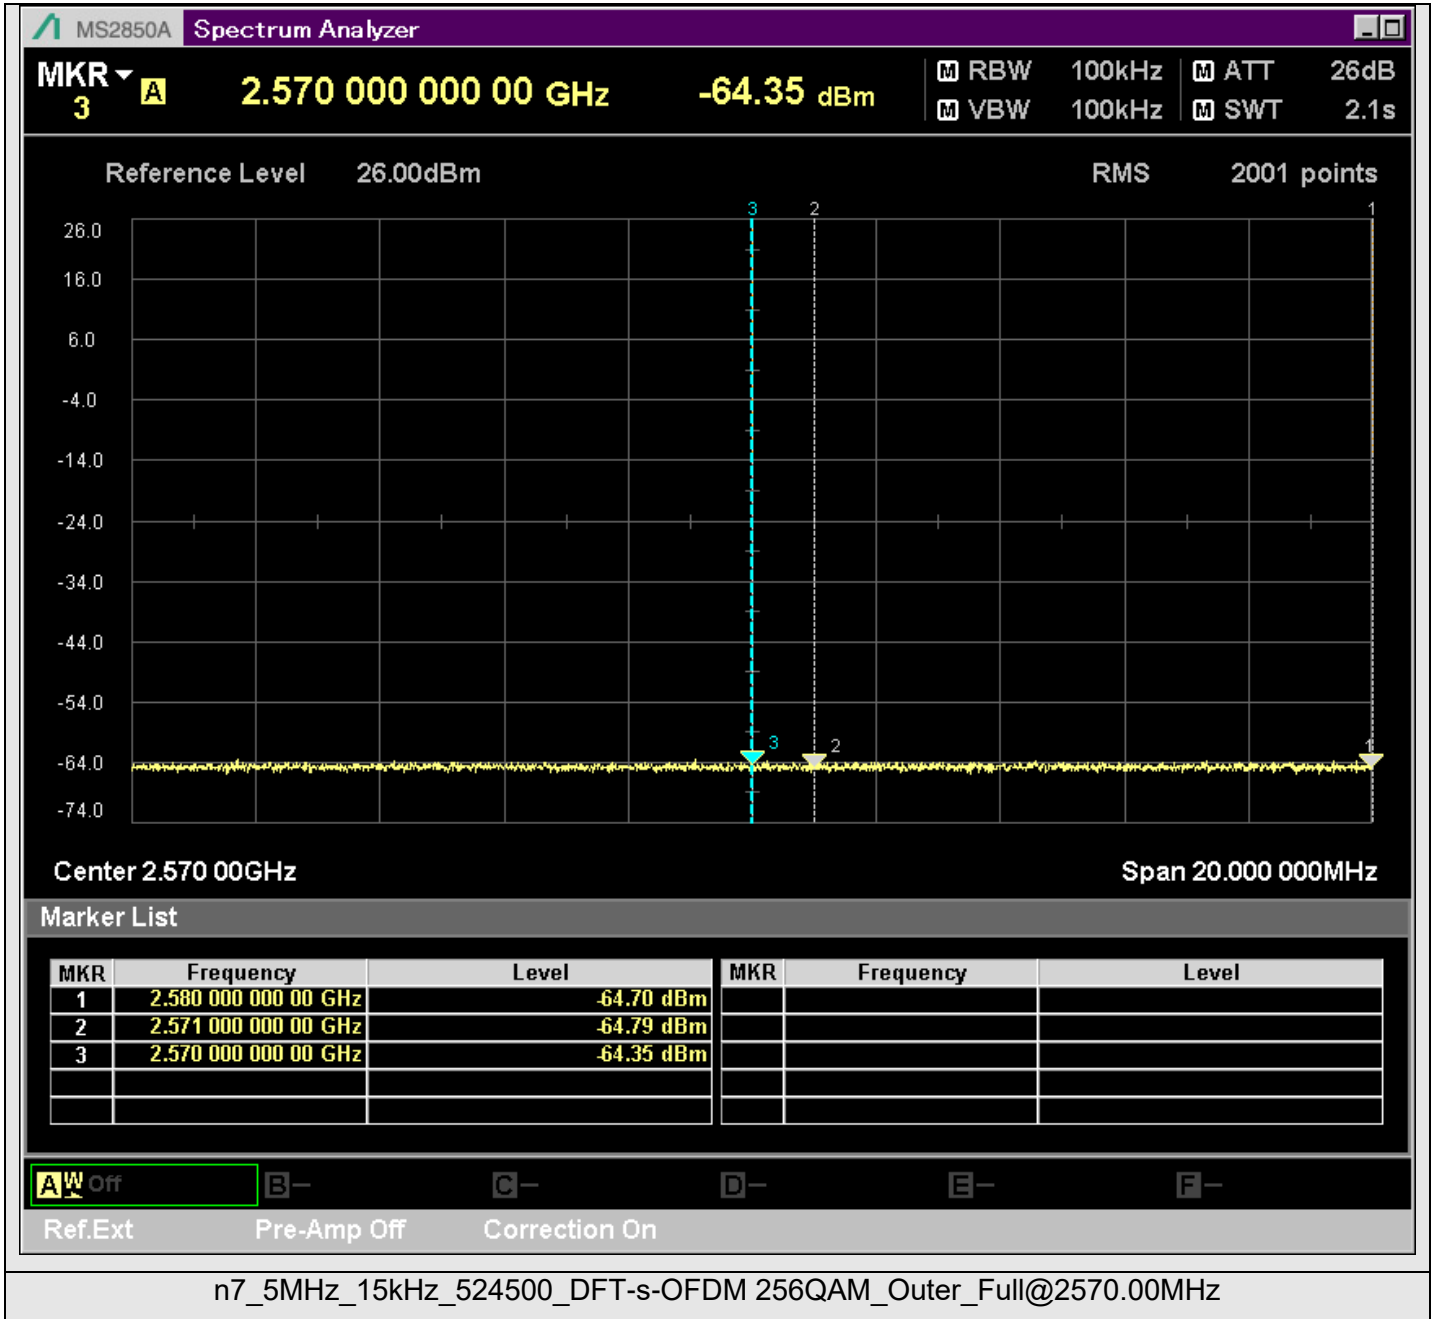 MS2850A Spectrum Analyzer
MKR 3 A 2.570 000 000 00 GHz -64.35 dBm
M RBW 100kHz M ATT 26dB
M VBW 100kHz M SWT 2.1s
Reference Level 26.00dBm RMS 2001 points
3 2 1
26.0
16.0
6.0
-4.0
-14.0
-24.0
-34.0
-44.0
-54.0
3 2 1
-64.0
-74.0
Center 2.570 00GHz Span 20.000 000MHz
Marker List
MKR Frequency Level MKR Frequency Level
1 2.580 000 000 00 GHz -64.70 dBm
2 2.571 000 000 00 GHz -64.79 dBm
3 2.570 000 000 00 GHz -64.35 dBm
A W Off B - C - D - E - F -
Ref.Ext Pre-Amp Off Correction On
n7_5MHz_15kHz_524500_DFT-s-OFDM 256QAM_Outer_Full@2570.00MHz